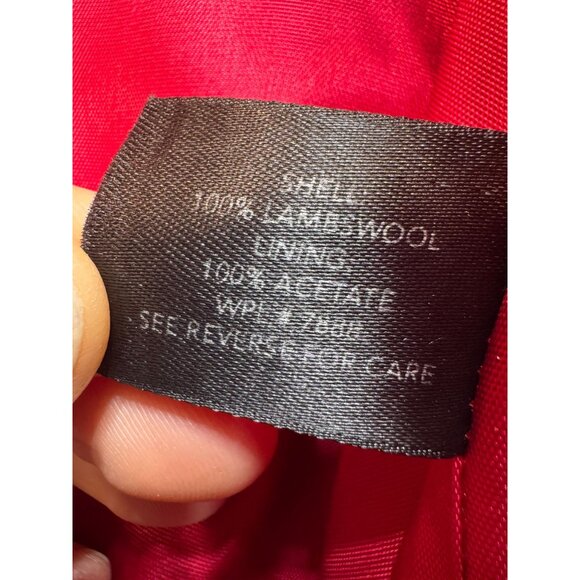 SHELL:
100% LAMBSWOOL
LINING:
100% ACETATE
WPL #
SEE REVERSE FOR CARE